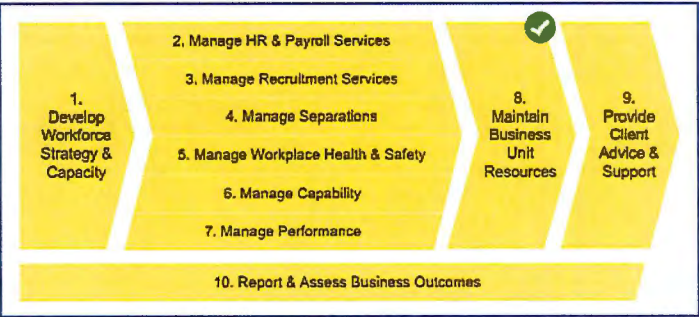 1.
Develop
Workforce
Strategy &
Capacity
2. Manage HR & Payroll Services
3. Manage Recruitment Services
4. Manage Separations
5. Manage Workplace Health & Safety
6. Manage Capability
7. Manage Performance
8.
Maintain
Business
Unit
Resources
9.
Provide
Client
Advice &
Support
10. Report & Assess Business Outcomes